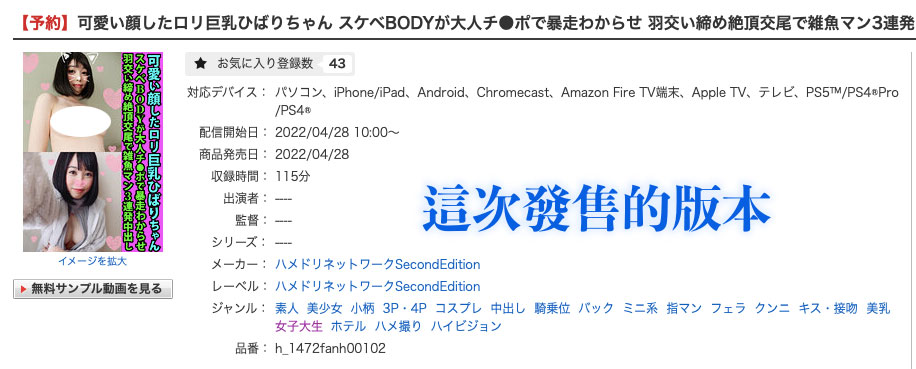 【予約】可愛い顔したロリ巨乳ひばりちゃん スケベBODYが大人チ●ポで暴走わからせ 羽交い締め絶頂交尾で雑魚マン3連発
可愛い顔したロリ巨乳ひばりちゃん
スケベBODYが大人チ●ポで暴走わからせ
羽交い締め絶頂交尾で雑魚マン3連発中出し
イメージを拡大
無料サンプル動画を見る
★ お気に入り登録数 43
対応デバイス： パソコン、iPhone/iPad、Android、Chromecast、Amazon Fire TV端末、Apple TV、テレビ、PS5™/PS4®Pro
/PS4®
配信開始日： 2022/04/28 10:00～
商品発売日： 2022/04/28
収録時間： 115分
出演者： ----
監督： ----
シリーズ： ----
メーカー： ハメドリネットワークSecondEdition
レーベル： ハメドリネットワークSecondEdition
ジャンル： 素人 美少女 小柄 3P・4P コスプレ 中出し 騎乗位 バック ミニ系 指マン フェラ クンニ キス・接吻 美乳
女子大生 ホテル ハメ撮り ハイビジョン
品番： h_1472fanh00102
這次發售的版本